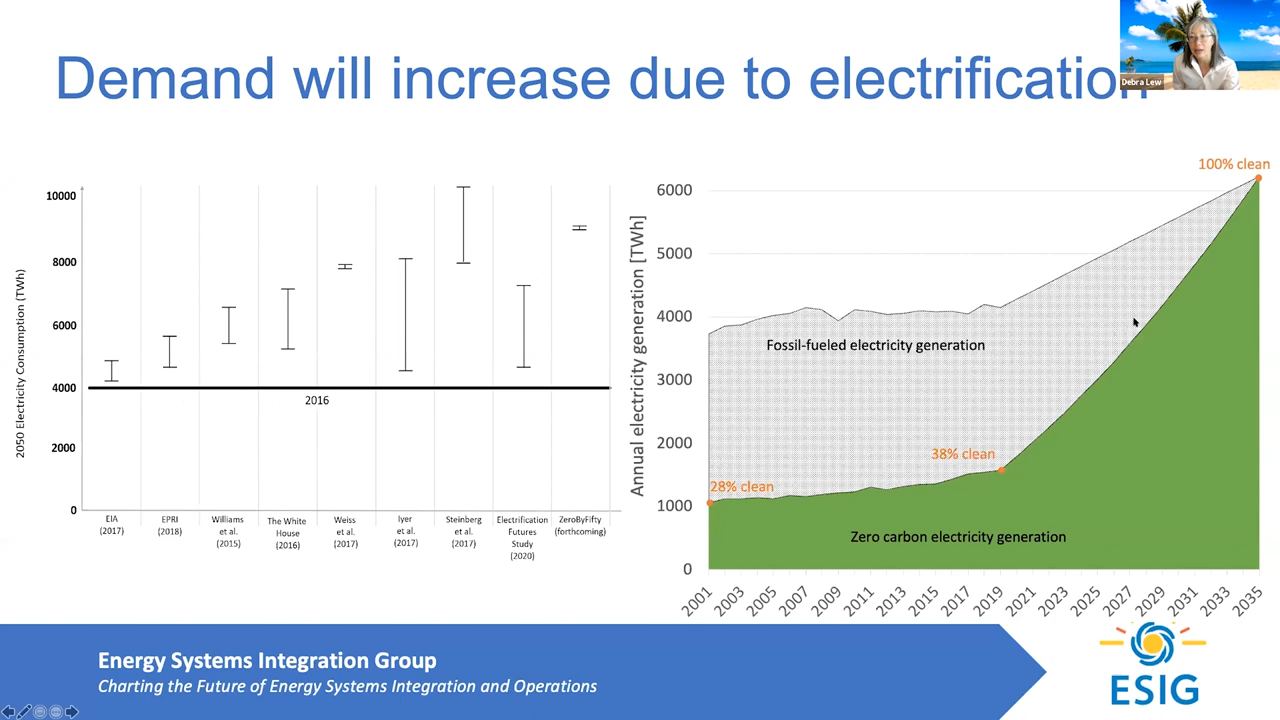 Demand will increase due to electrification
Debra Lew
2050 Electricity Consumption (TWh)
10000
8000
6000
4000
2000
0
2016
EIA
(2017)
EPRI
(2018)
Williams
et al.
(2015)
The White
House
(2016)
Weiss
et al.
(2017)
Iyer
et al.
(2017)
Steinberg
et al.
(2017)
Electrification
Futures
Study
(2020)
ZeroByFifty
(forthcoming)
Annual electricity generation [TWh]
6000
5000
4000
3000
2000
1000
0
100% clean
Fossil-fueled electricity generation
38% clean
28% clean
Zero carbon electricity generation
2001
2003
2005
2007
2009
2011
2013
2015
2017
2019
2021
2023
2025
2027
2029
2031
2033
2035
Energy Systems Integration Group
Charting the Future of Energy Systems Integration and Operations
ESIG